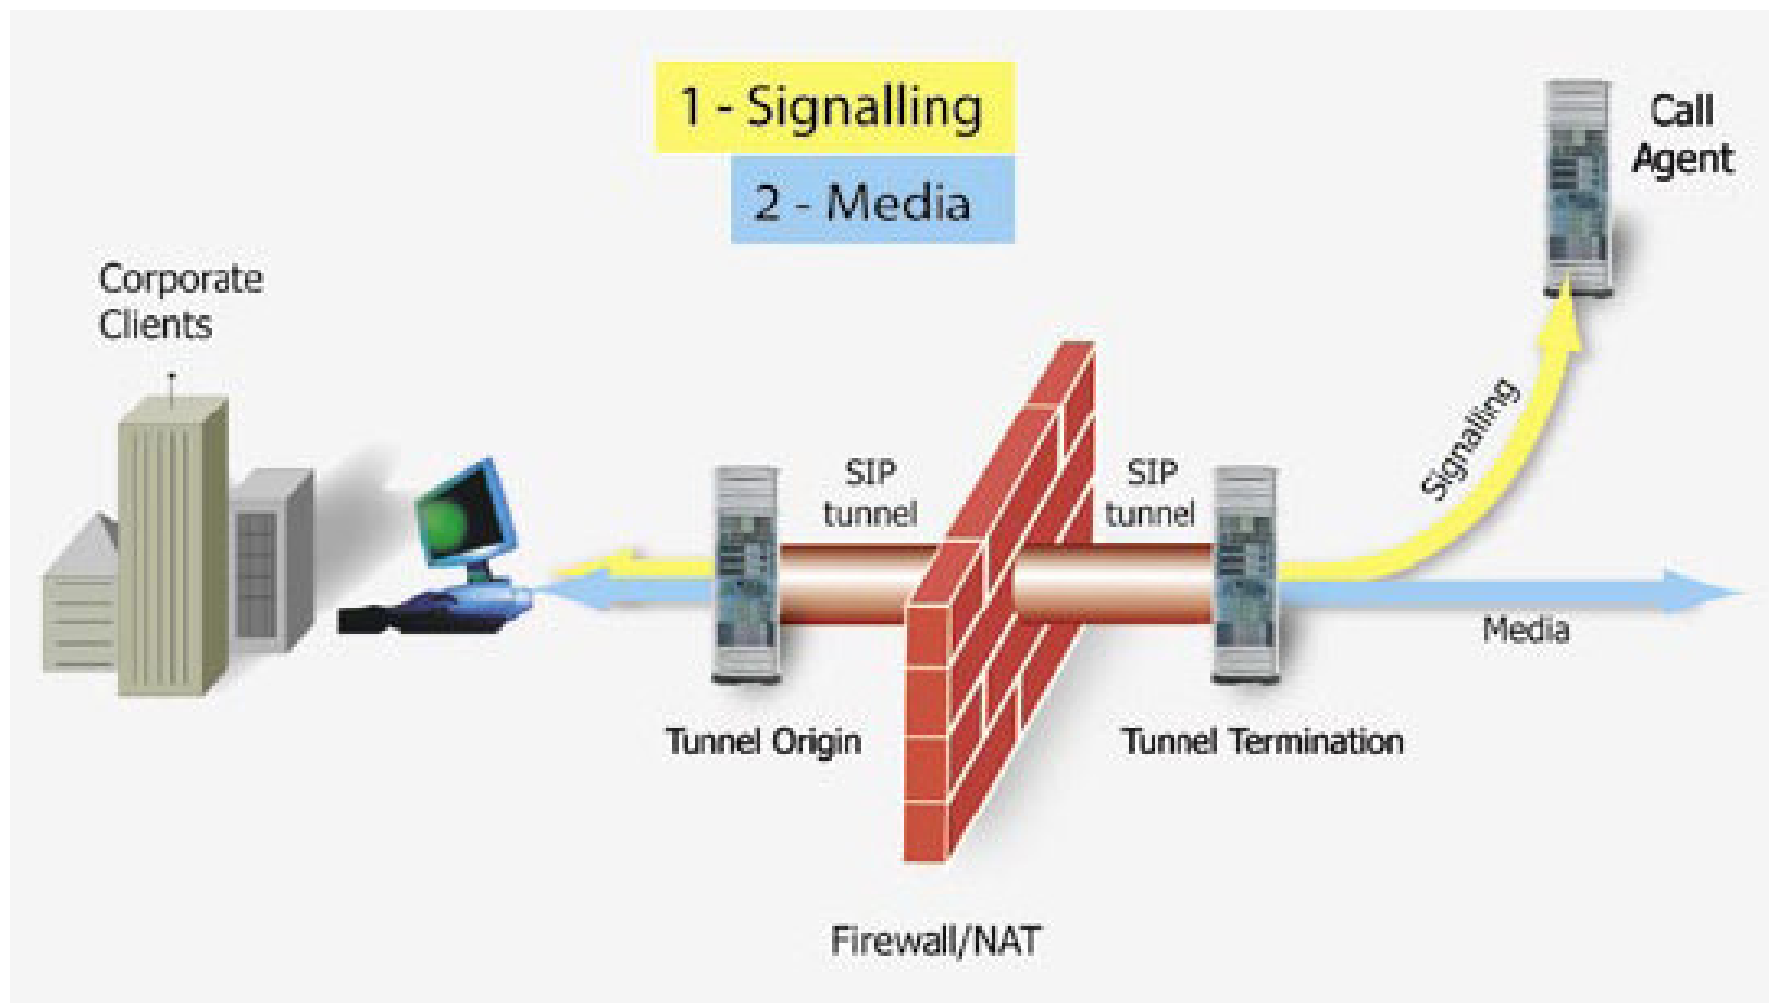 1 - Signalling
2 - Media
Call
Agent
Corporate
Clients
Signalling
SIP
tunnel
SIP
tunnel
Media
Tunnel Origin
Tunnel Termination
Firewall/NAT